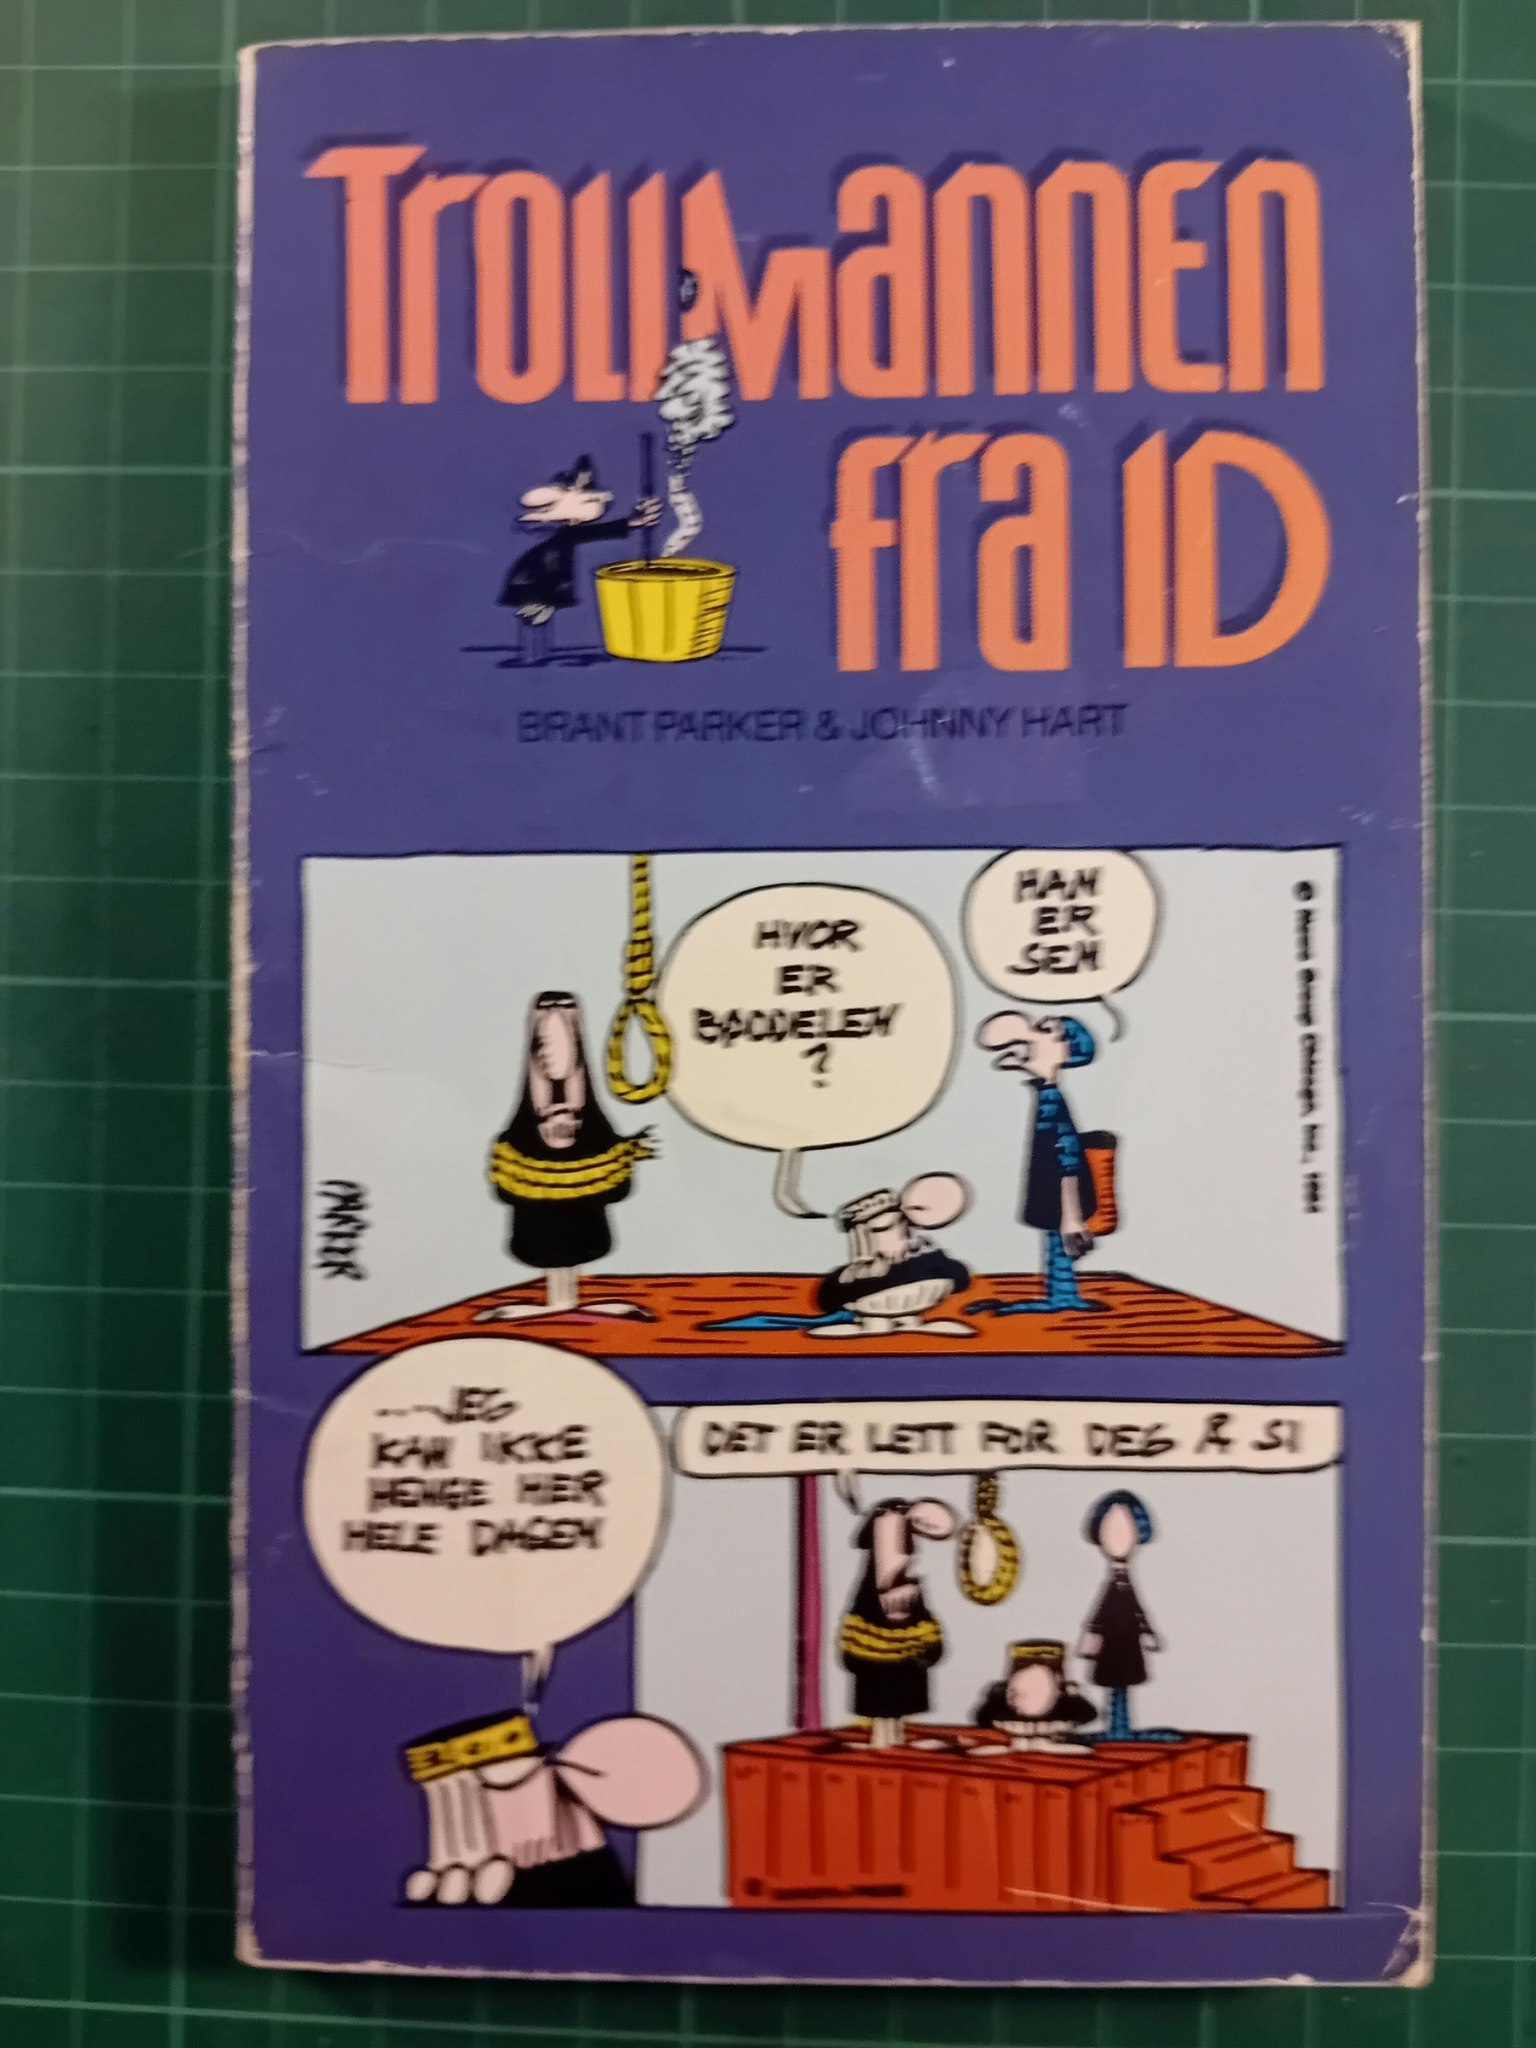 TROLLMANNEN
FRA ID
BRANT PARKER & JOHNNY HART
HVOR
ER
BØDDELEN
?
HAN
ER
SEN
PARKER
...JEG
KAN IKKE
HENGE HER
HELE DAGEN
DET ER LETT FOR DEG Å SI